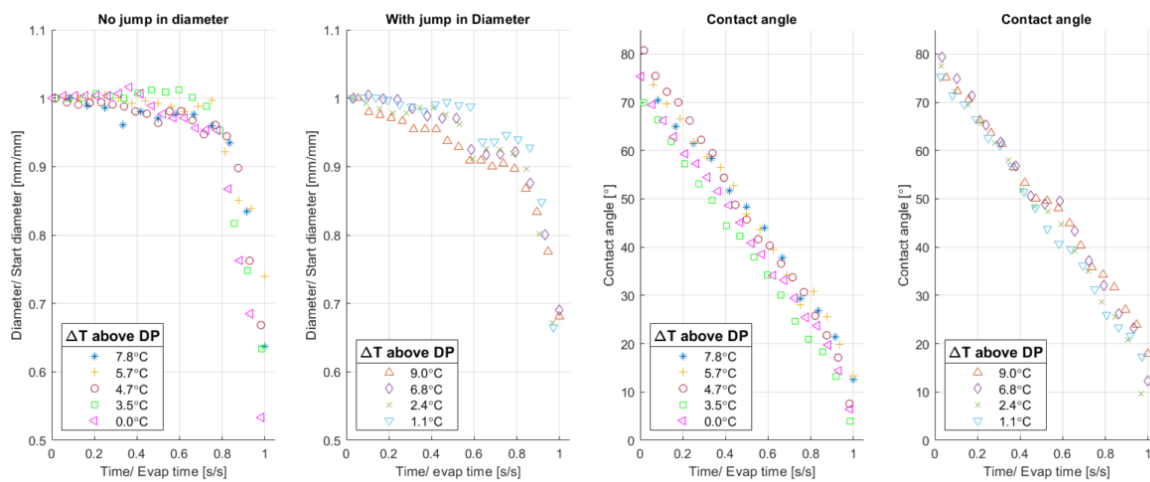 No jump in diameter
Diameter/ Start diameter [mm/mm]
1.1
1
0.9
0.8
0.7
0.6
0.5
0 0.2 0.4 0.6 0.8 1
Time/ Evap time [s/s]
ΔT above DP
7.8°C
5.7°C
4.7°C
3.5°C
0.0°C
With jump in Diameter
Diameter/ Start diameter [mm/mm]
1.1
1
0.9
0.8
0.7
0.6
0.5
0 0.2 0.4 0.6 0.8 1
Time/ Evap time [s/s]
ΔT above DP
9.0°C
6.8°C
2.4°C
1.1°C
Contact angle
Contact angle [°]
80
70
60
50
40
30
20
10
0
0 0.2 0.4 0.6 0.8 1
Time/ Evap time [s/s]
ΔT above DP
7.8°C
5.7°C
4.7°C
3.5°C
0.0°C
Contact angle
Contact angle [°]
80
70
60
50
40
30
20
10
0
0 0.2 0.4 0.6 0.8 1
Time/ Evap time [s/s]
ΔT above DP
9.0°C
6.8°C
2.4°C
1.1°C